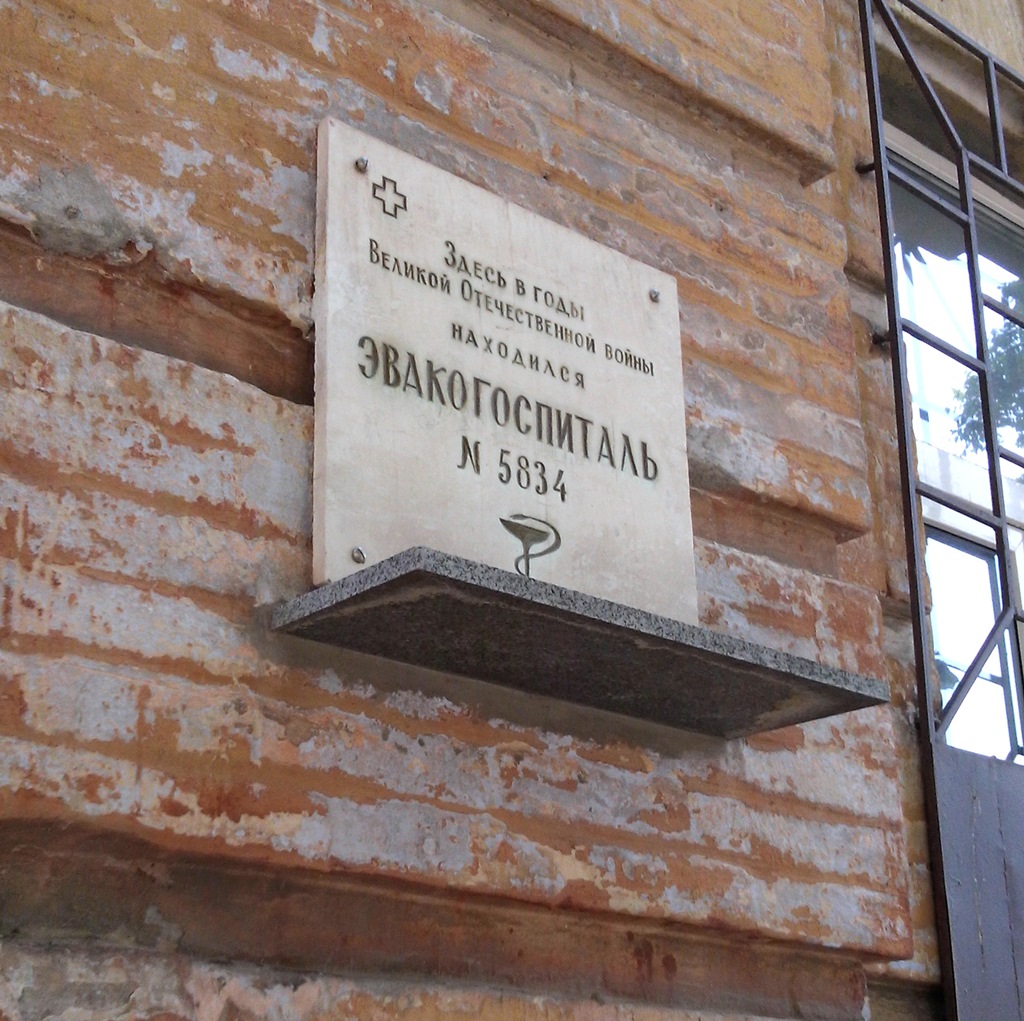 Здесь в годы
Великой Отечественной войны
находился
ЭВАКОГОСПИТАЛЬ
N 5834